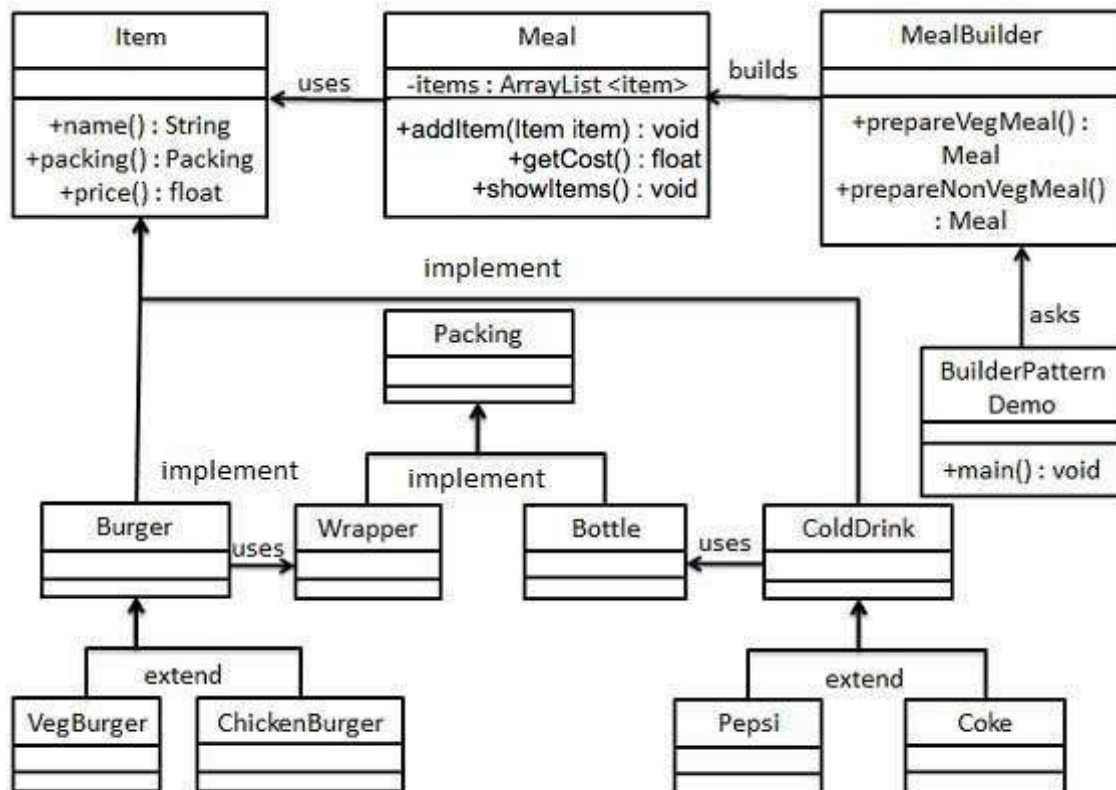 Item
+name() : String
+packing() : Packing
+price() : float
uses
Meal
-items : ArrayList <item>
+addItem(Item item) : void
+getCost() : float
+showItems() : void
builds
MealBuilder
+prepareVegMeal() :
Meal
+prepareNonVegMeal()
: Meal
implement
asks
Packing
BuilderPattern
Demo
+main() : void
implement
implement
Burger
uses
Wrapper
Bottle
uses
ColdDrink
extend
extend
VegBurger
ChickenBurger
Pepsi
Coke